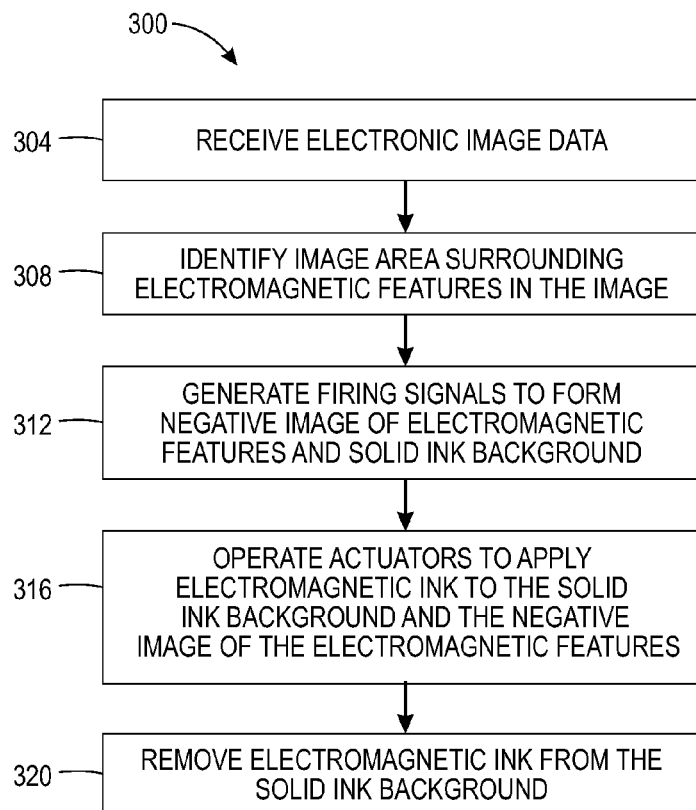 300
304
RECEIVE ELECTRONIC IMAGE DATA
308
IDENTIFY IMAGE AREA SURROUNDING
ELECTROMAGNETIC FEATURES IN THE IMAGE
312
GENERATE FIRING SIGNALS TO FORM
NEGATIVE IMAGE OF ELECTROMAGNETIC
FEATURES AND SOLID INK BACKGROUND
316
OPERATE ACTUATORS TO APPLY
ELECTROMAGNETIC INK TO THE SOLID
INK BACKGROUND AND THE NEGATIVE
IMAGE OF THE ELECTROMAGNETIC FEATURES
320
REMOVE ELECTROMAGNETIC INK FROM THE
SOLID INK BACKGROUND